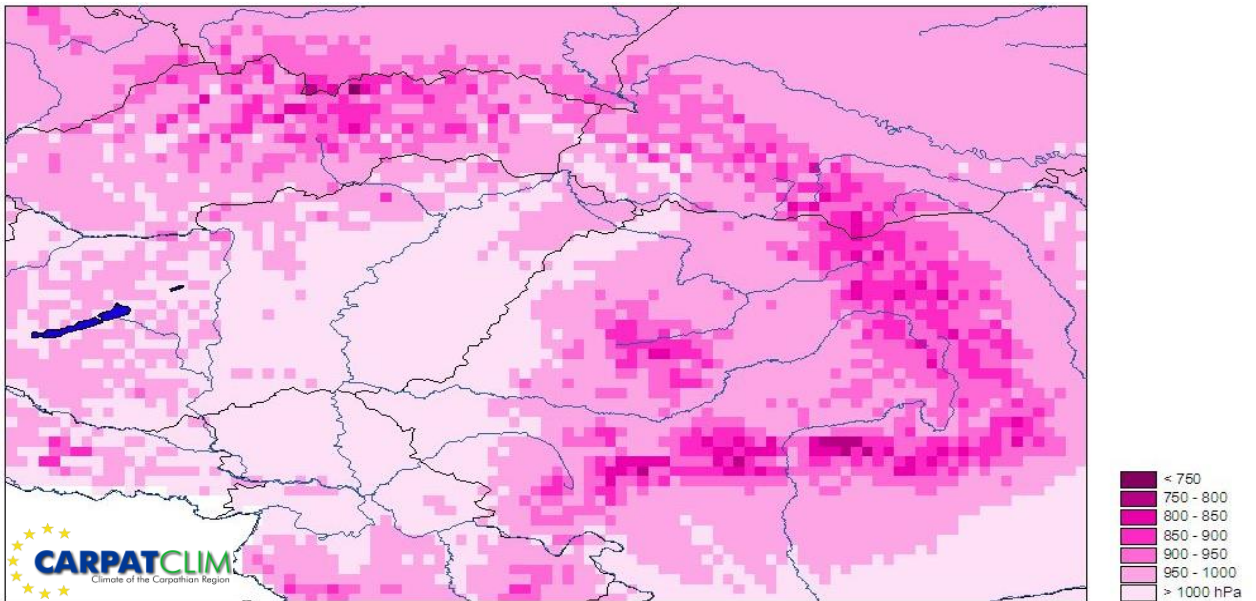 CARPATCLIM
Climate of the Carpathian Region
< 750
750 - 800
800 - 850
850 - 900
900 - 950
950 - 1000
> 1000 hPa